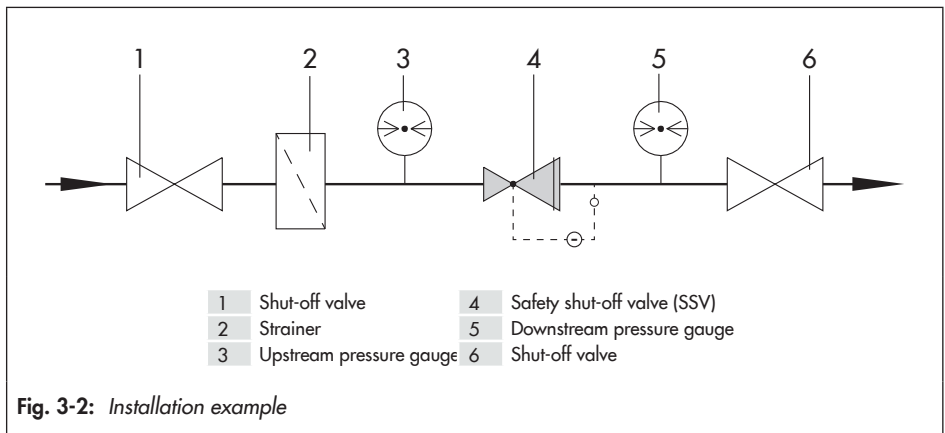 1 2 3 4 5 6
1 Shut-off valve
2 Strainer
3 Upstream pressure gauge
4 Safety shut-off valve (SSV)
5 Downstream pressure gauge
6 Shut-off valve
Fig. 3-2: Installation example